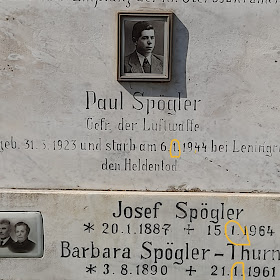 Paul Spögler
Gefr. der Luftwaffe
geb. 31.3.1923 und starb am 6.1.1944 bei Leningrad
den Heldentod
Josef Spögler
* 20.1.1887 + 15.1.1964
Barbara Spögler-Thurn
* 3.8.1890 + 21.1.1961